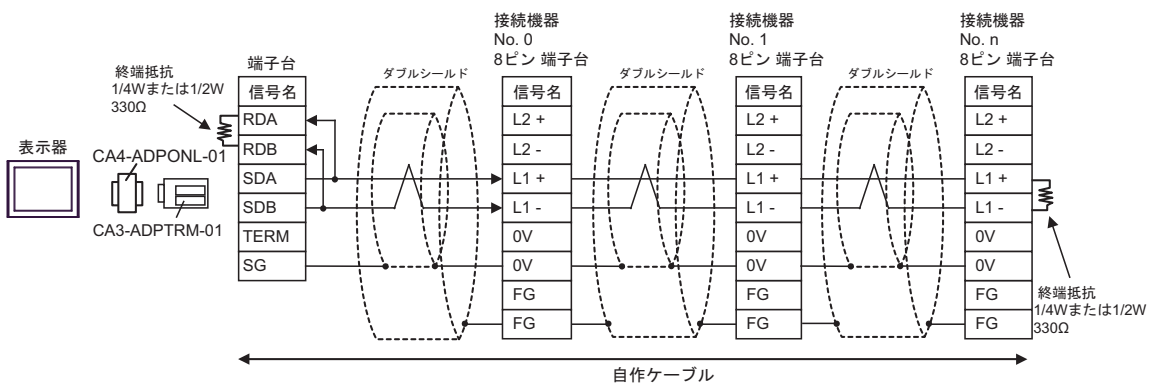 接続機器
No. 0
8ピン 端子台
接続機器
No. 1
8ピン 端子台
接続機器
No. n
8ピン 端子台
終端抵抗
1/4Wまたは1/2W
330Ω
端子台
ダブルシールド
ダブルシールド
ダブルシールド
表示器
CA4-ADPONL-01
CA3-ADPTRM-01
信号名
RDA
RDB
SDA
SDB
TERM
SG
信号名
L2 +
L2 -
L1 +
L1 -
0V
0V
FG
FG
信号名
L2 +
L2 -
L1 +
L1 -
0V
0V
FG
FG
信号名
L2 +
L2 -
L1 +
L1 -
0V
0V
FG
FG
終端抵抗
1/4Wまたは1/2W
330Ω
自作ケーブル